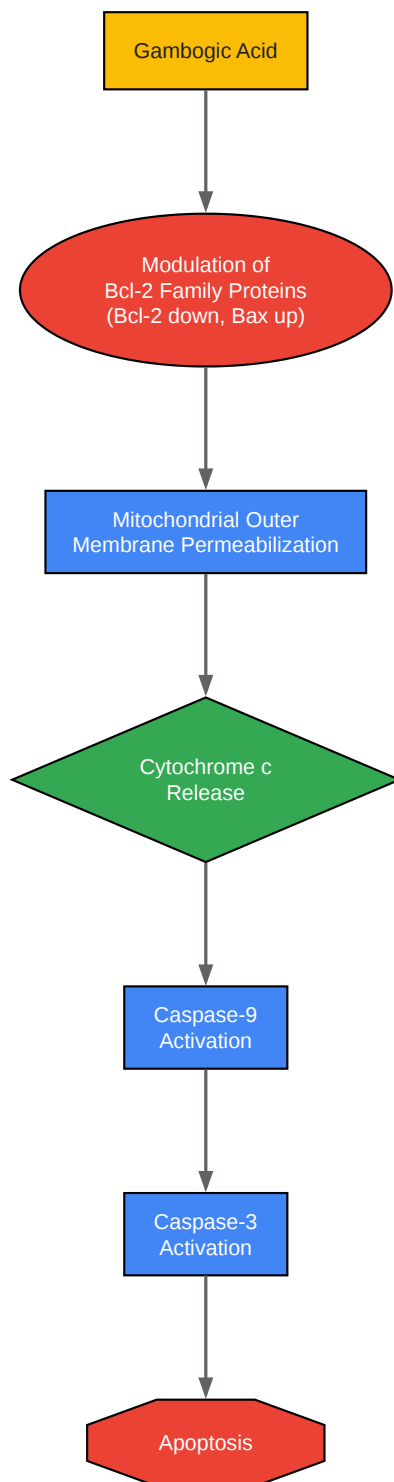 Gambogic Acid
Modulation of
Bcl-2 Family Proteins
(Bcl-2 down, Bax up)
Mitochondrial Outer
Membrane Permeabilization
Cytochrome c
Release
Caspase-9
Activation
Caspase-3
Activation
Apoptosis